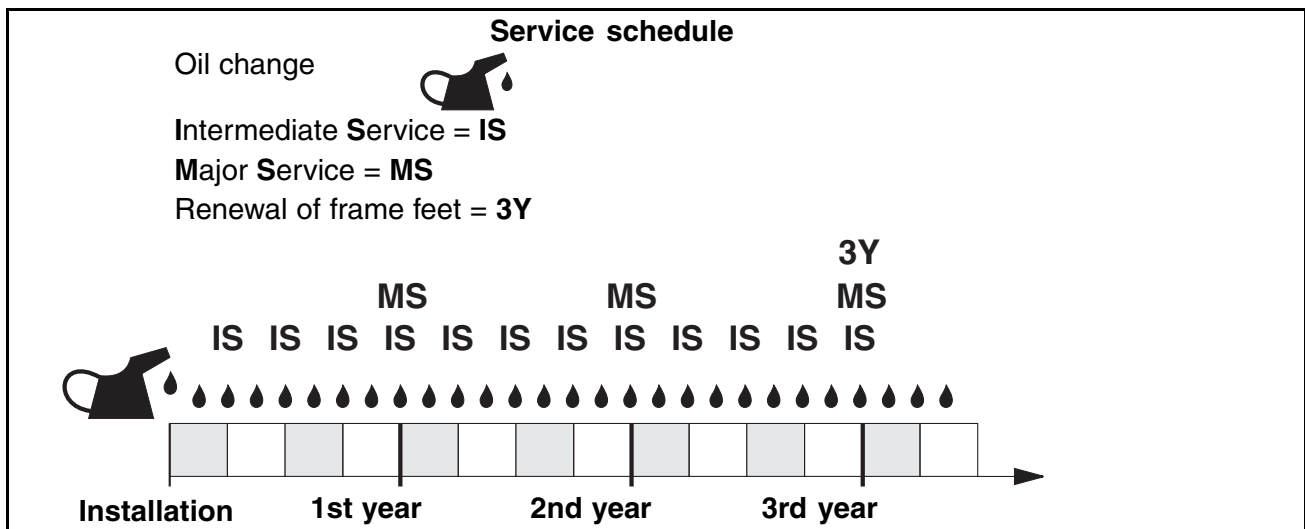 Service schedule
Oil change
Intermediate Service = IS
Major Service = MS
Renewal of frame feet = 3Y
3Y
MS MS MS
IS IS IS IS IS IS IS IS IS IS IS IS
Installation 1st year 2nd year 3rd year